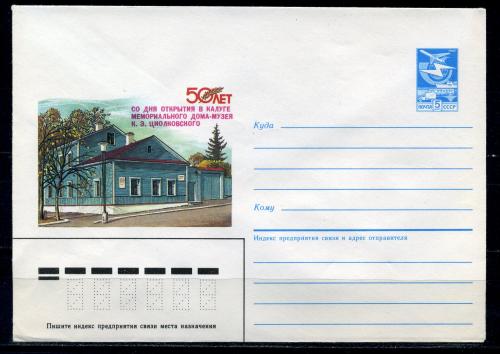 50 ЛЕТ
СО ДНЯ ОТКРЫТИЯ В КАЛУГЕ
МЕМОРИАЛЬНОГО ДОМА-МУЗЕЯ
К. Э. ЦИОЛКОВСКОГО
ПОЧТА 5 СССР
Куда
Кому
Индекс предприятия связи и адрес отправителя
Пишите индекс предприятия связи места назначения